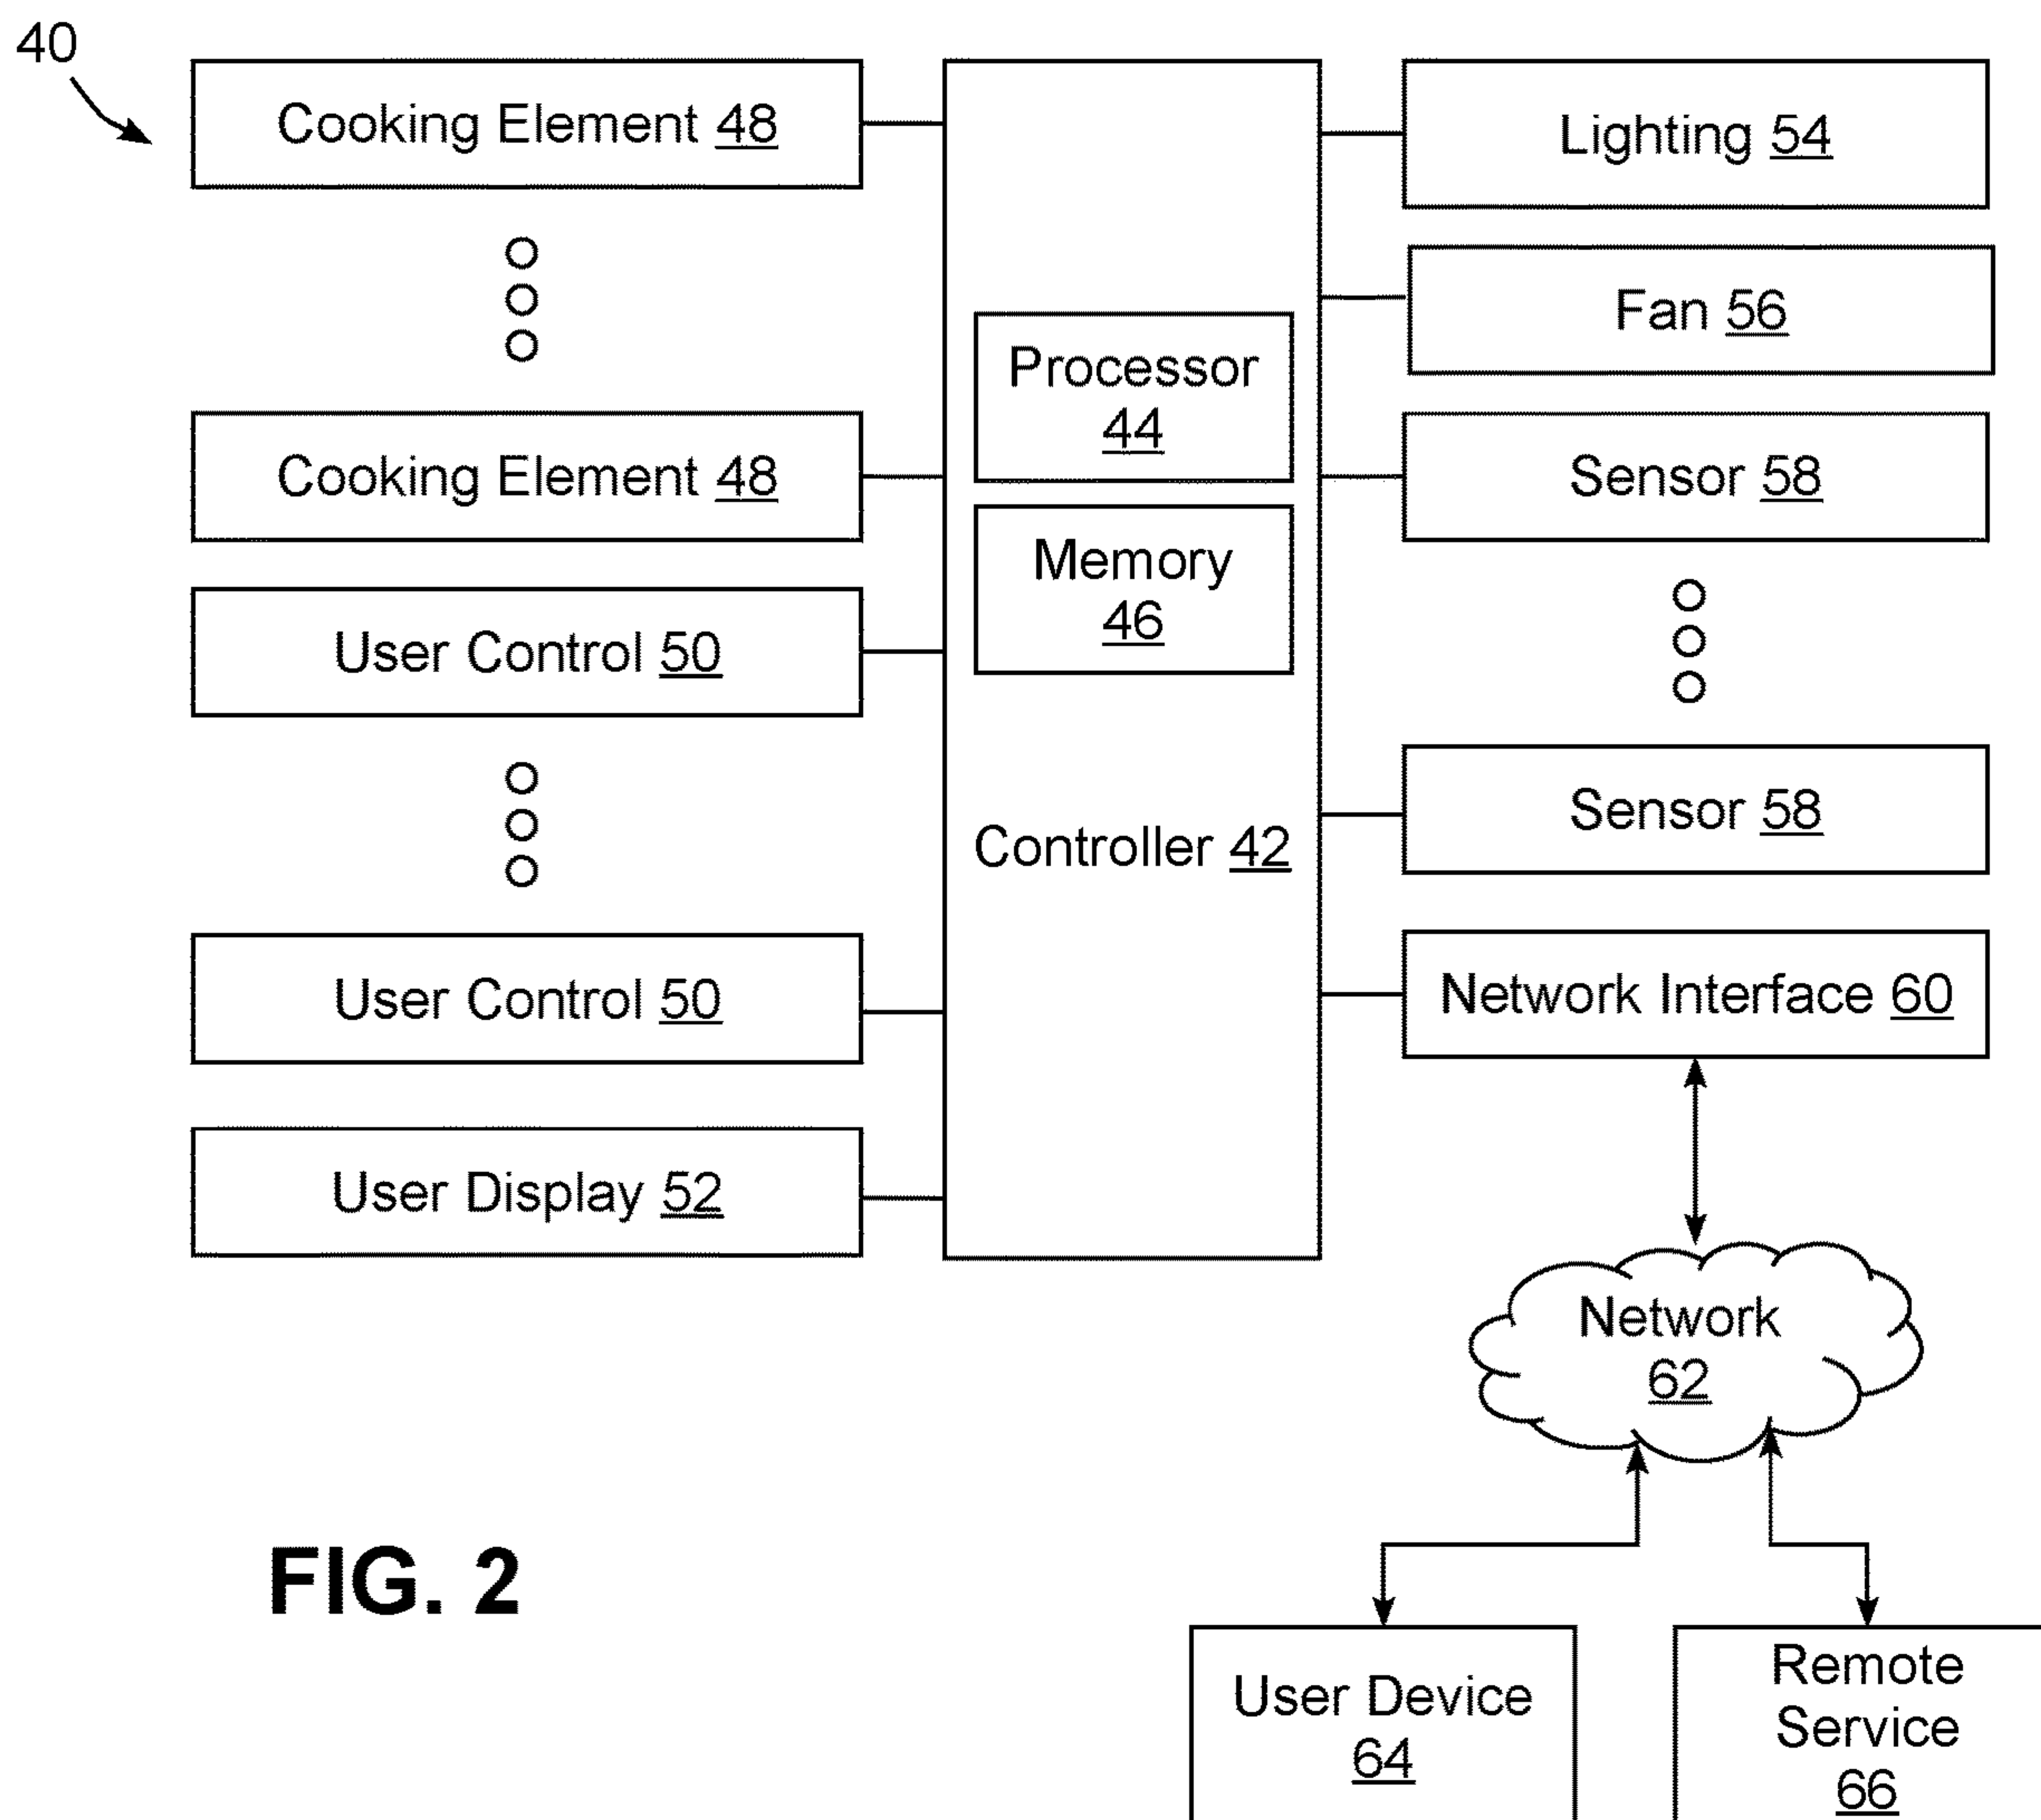 40
Cooking Element 48
Cooking Element 48
User Control 50
User Control 50
User Display 52
Processor
44
Memory
46
Controller 42
Lighting 54
Fan 56
Sensor 58
Sensor 58
Network Interface 60
Network
62
User Device
64
Remote
Service
66
FIG. 2